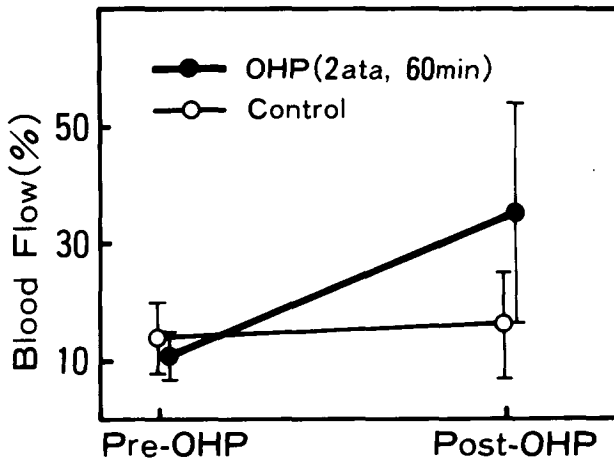 OHP(2ata, 60min)
Control
Blood Flow(%)
50
30
10
Pre-OHP
Post-OHP